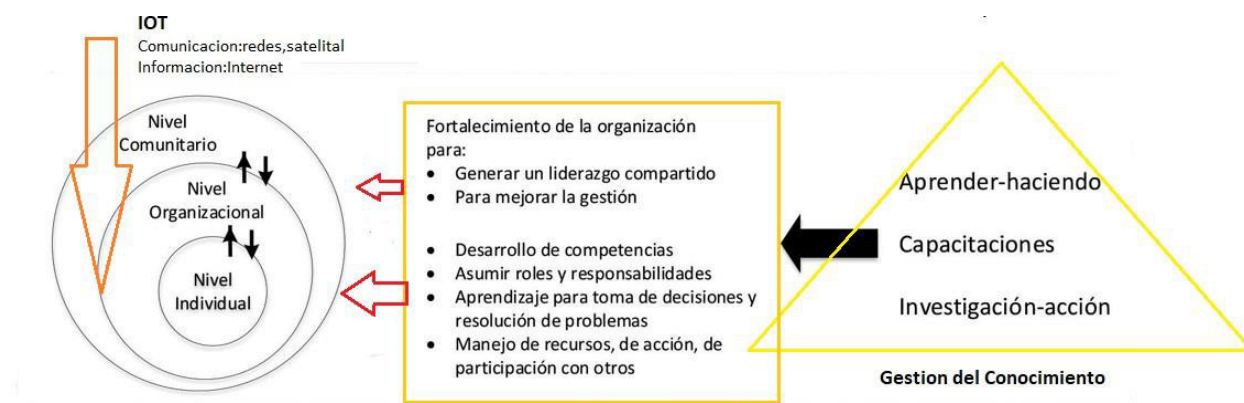 IOT
Comunicacion:redes,satelital
Informacion:Internet
Nivel
Comunitario
Nivel
Organizacional
Nivel
Individual
Fortalecimiento de la organización
para:
• Generar un liderazgo compartido
• Para mejorar la gestión
• Desarrollo de competencias
• Asumir roles y responsabilidades
• Aprendizaje para toma de decisiones y
resolución de problemas
• Manejo de recursos, de acción, de
participación con otros
Aprender-haciendo
Capacitaciones
Investigación-acción
Gestion del Conocimiento